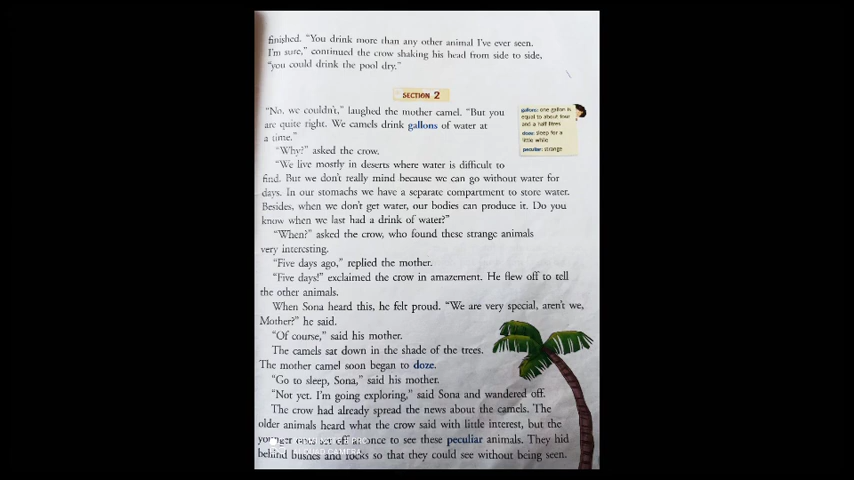 finished. "You drink more than any other animal I've ever seen.
I'm sure," continued the crow shaking his head from side to side,
"you could drink the pool dry."
SECTION 2
"No, we couldn't," laughed the mother camel. "But you
are quite right. We camels drink gallons of water at
a time."
"Why?" asked the crow.
"We live mostly in deserts where water is difficult to
find. But we don't really mind because we can go without water for
days. In our stomachs we have a separate compartment to store water.
Besides, when we don't get water, our bodies can produce it. Do you
know when we last had a drink of water?"
"When?" asked the crow, who found these strange animals
very interesting.
"Five days ago," replied the mother.
"Five days!" exclaimed the crow in amazement. He flew off to tell
the other animals.
When Sona heard this, he felt proud. "We are very special, aren't we,
Mother?" he said.
"Of course," said his mother.
The camels sat down in the shade of the trees.
The mother camel soon began to doze.
"Go to sleep, Sona," said his mother.
"Not yet. I'm going exploring," said Sona and wandered off.
The crow had already spread the news about the camels. The
older animals heard what the crow said with little interest, but the
younger once to see these peculiar animals. They hid
behind bushes and rocks so that they could see without being seen.
gallons: one gallon is
equal to about four
and a half litres
doze: sleep for a
little while
peculiar: strange
QUAD CAMERA